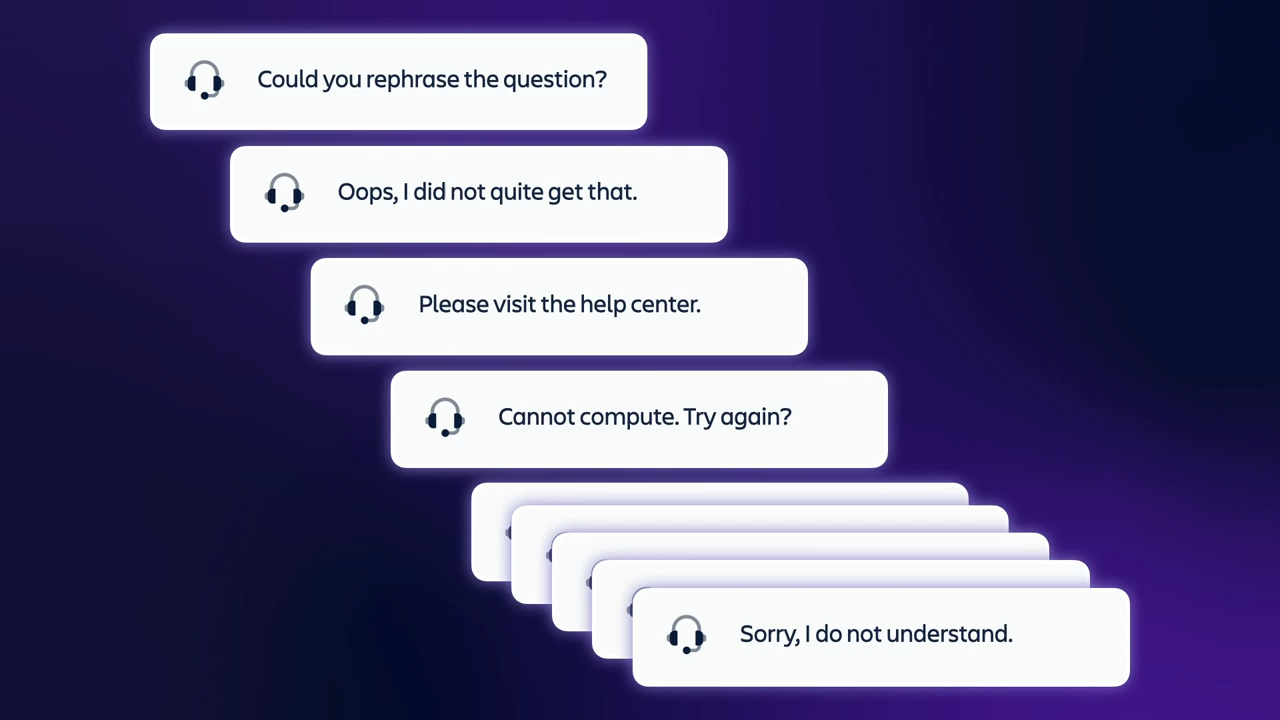 Could you rephrase the question?
Oops, I did not quite get that.
Please visit the help center.
Cannot compute. Try again?
Sorry, I do not understand.